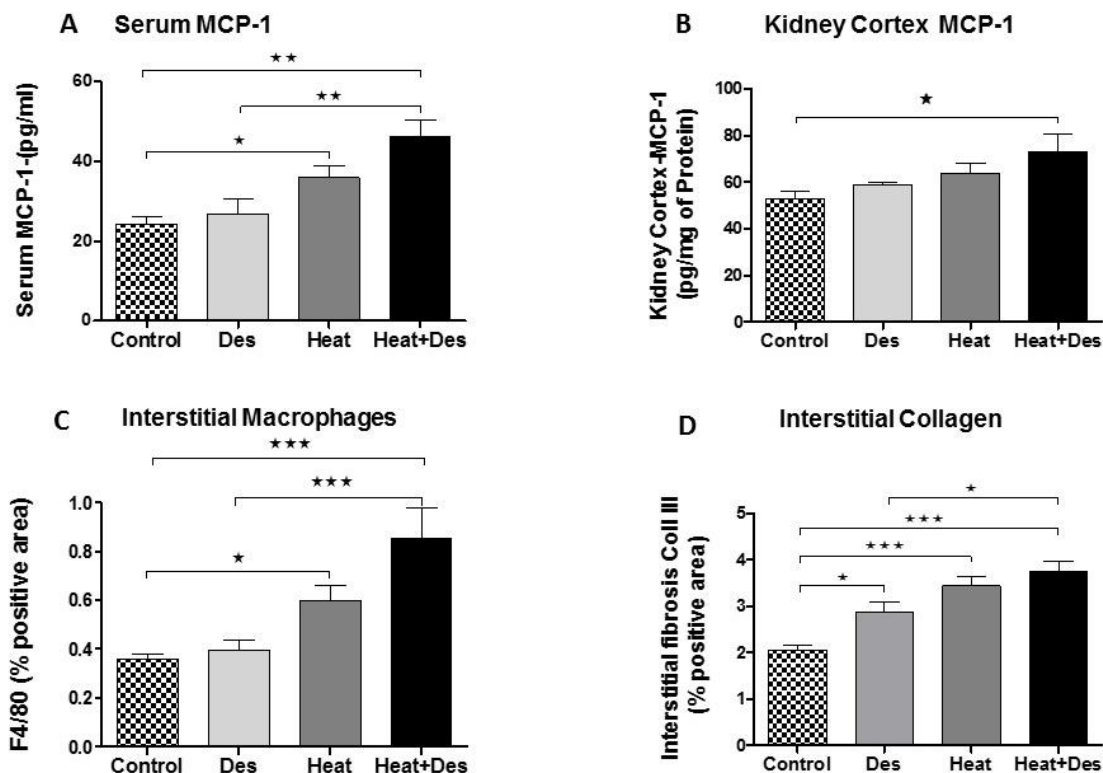 A Serum MCP-1
Serum MCP-1-(pg/ml)
60
40
20
0
★★
★★
★
Control Des Heat Heat+Des
B Kidney Cortex MCP-1
Kidney Cortex-MCP-1
(pg/mg of Protein)
100
80
60
40
20
0
★
Control Des Heat Heat+Des
C Interstitial Macrophages
F4/80 (% positive area)
1.0
0.8
0.6
0.4
0.2
0.0
★★★
★★★
★
Control Des Heat Heat+Des
D Interstitial Collagen
Interstitial fibrosis Coll III
(% positive area)
5
4
3
2
1
0
★
★★★
★★★
★
Control Des Heat Heat+Des